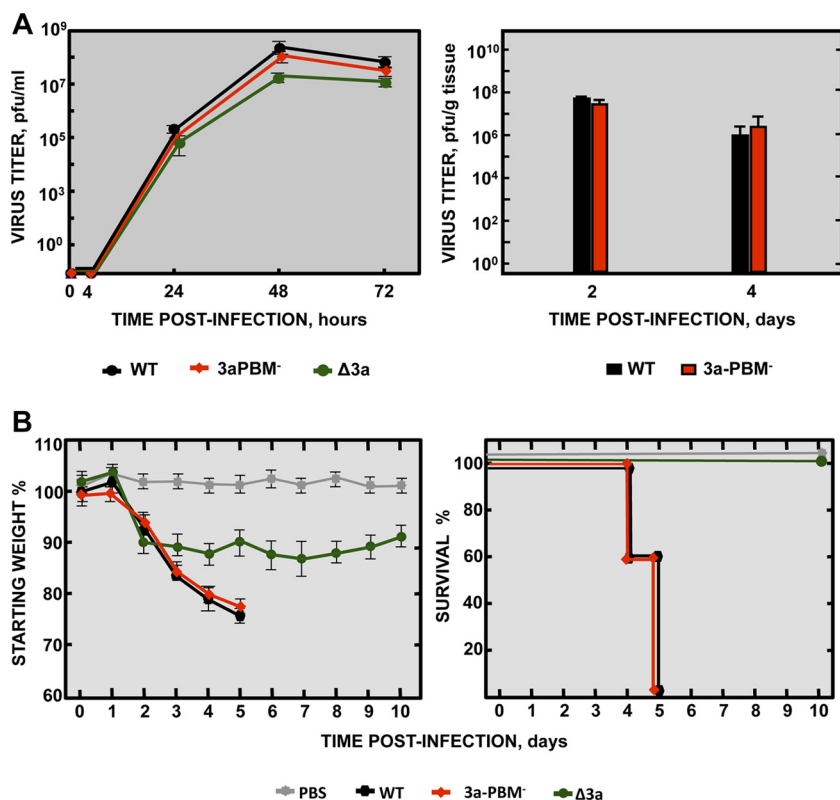 A
VIRUS TITER, pfu/ml
10⁹
10⁷
10⁵
10³
10⁰
0 4 24 48 72
TIME POST-INFECTION, hours
WT 3aPBM⁻ Δ3a
VIRUS TITER, pfu/g tissue
10¹⁰
10⁸
10⁶
10⁴
10²
10⁰
2 4
TIME POST-INFECTION, days
WT 3a-PBM⁻
B
STARTING WEIGHT %
110
100
90
80
70
60
0 1 2 3 4 5 6 7 8 9 10
SURVIVAL %
100
80
60
40
20
0 1 2 3 4 5 6 7 8 9 10
TIME POST-INFECTION, days
PBS WT 3a-PBM⁻ Δ3a